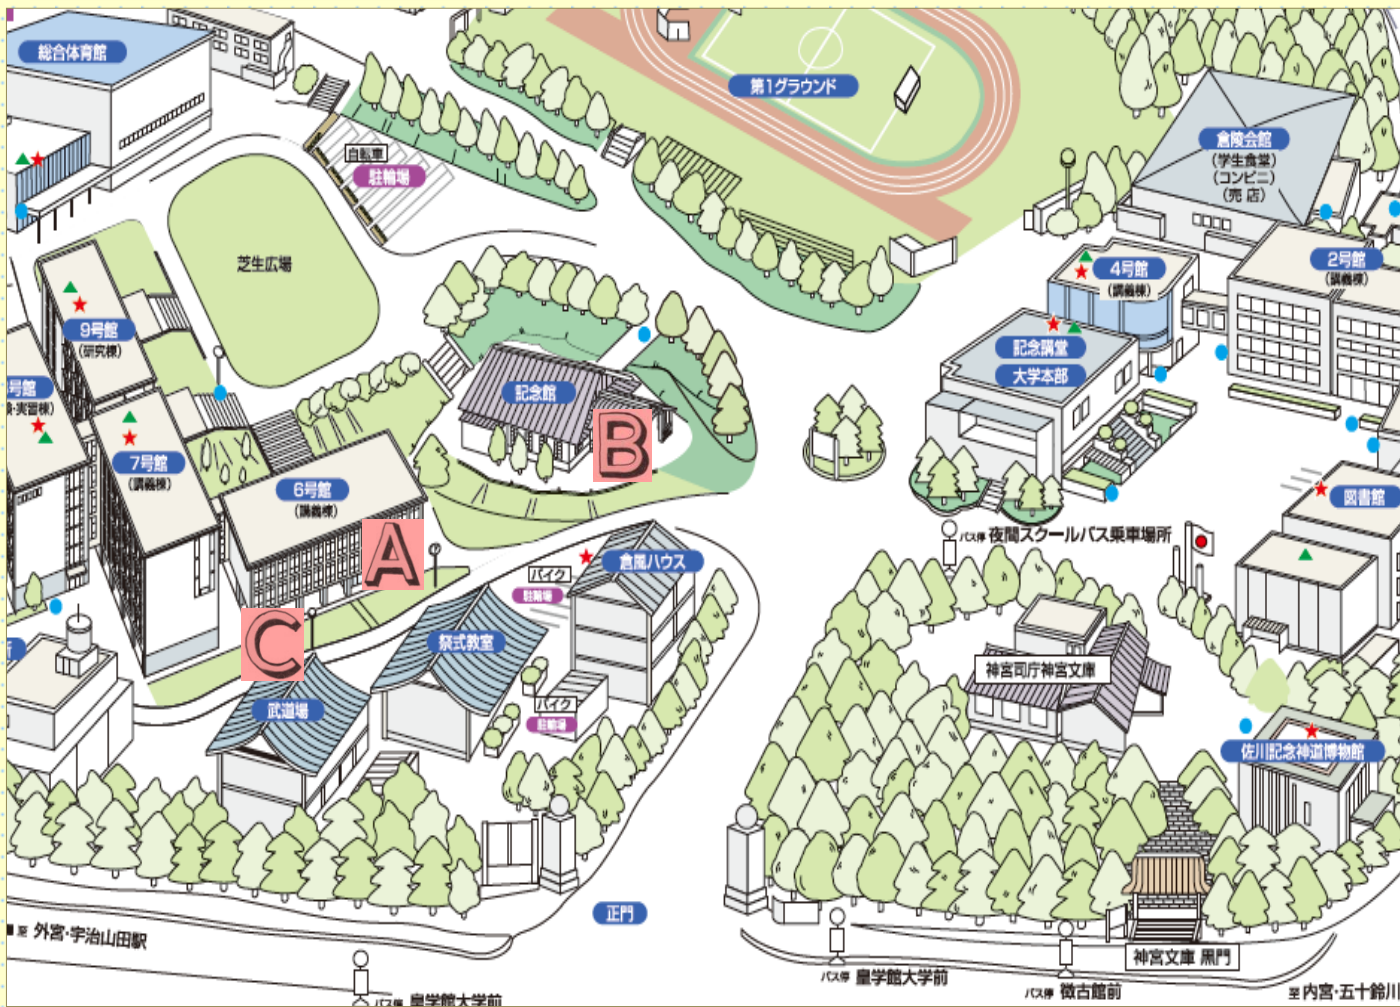 総合体育館
第1グラウンド
自転車
駐輪場
倉陵会館
(学生食堂)
(コンビニ)
(売店)
芝生広場
4号館
(講義棟)
2号館
(講義棟)
9号館
(研究棟)
記念講堂
大学本部
号館
・実習棟)
記念館
B
7号館
(講義棟)
6号館
(講義棟)
図書館
A
バス停 夜間スクールバス乗車場所
倉風ハウス
バイク
駐輪場
C
祭式教室
神宮司庁神宮文庫
武道場
バイク
駐輪場
佐川記念神道博物館
正門
至 外宮・宇治山田駅
神宮文庫 黒門
バス停 皇學館大学前
バス停 徴古館前
至 内宮・五十鈴川
バス停 皇學館大学前